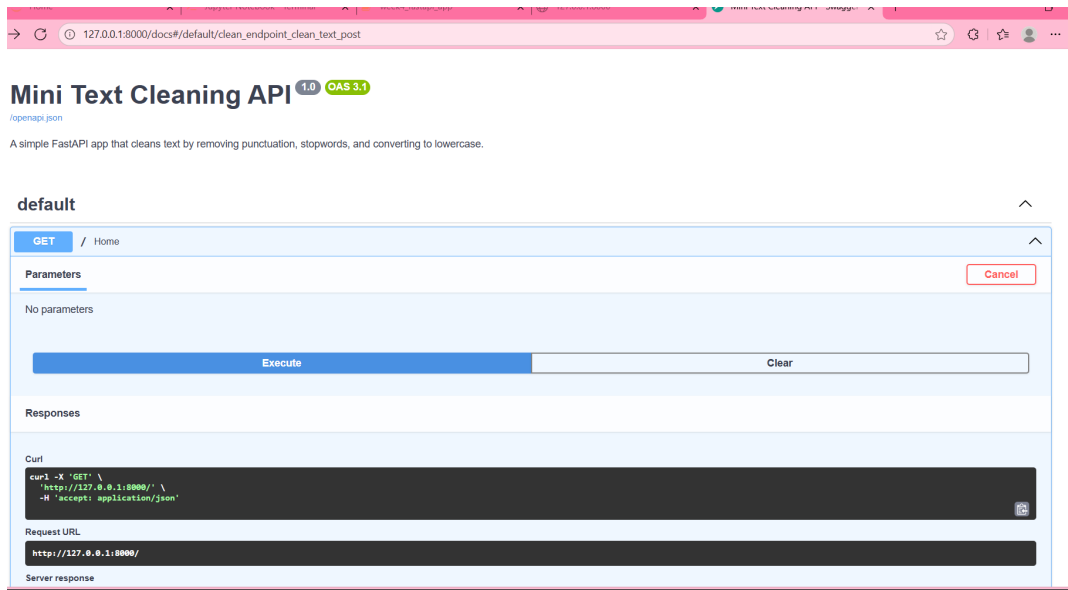 127.0.0.1:8000/docs#/default/clean_endpoint_clean_text_post
Mini Text Cleaning API 1.0 OAS 3.1
/openapi.json
A simple FastAPI app that cleans text by removing punctuation, stopwords, and converting to lowercase.
default
GET / Home
Parameters
Cancel
No parameters
Execute Clear
Responses
Curl
curl -X 'GET' \
'http://127.0.0.1:8000/' \
-H 'accept: application/json'
Request URL
http://127.0.0.1:8000/
Server response